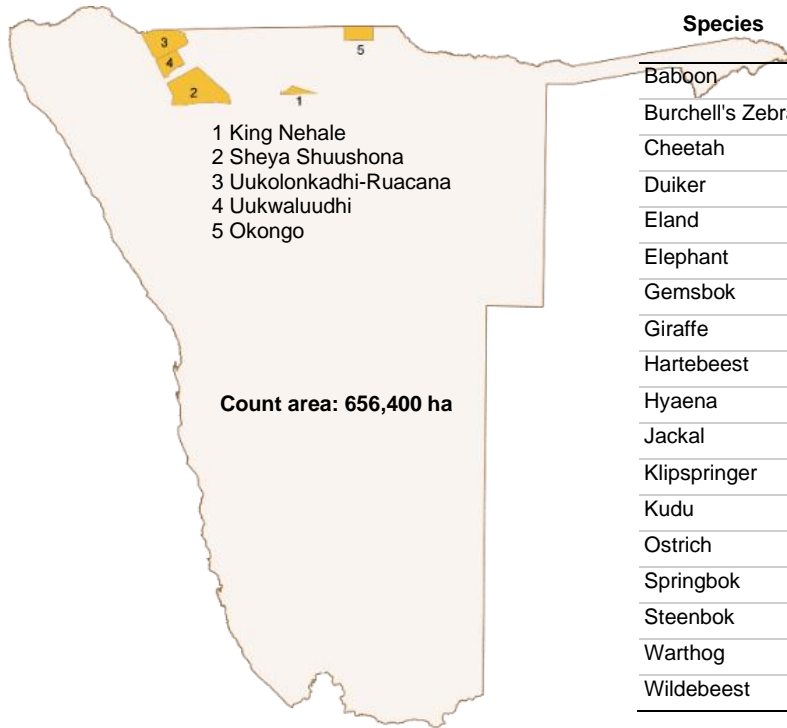 3
4
2
1
5
1 King Nehale
2 Sheya Shuushona
3 Uukolonkadhi-Ruacana
4 Uukwaluudhi
5 Okongo
Count area: 656,400 ha
Species
Baboon
Burchell's Zebra
Cheetah
Duiker
Eland
Elephant
Gemsbok
Giraffe
Hartebeest
Hyaena
Jackal
Klipspringer
Kudu
Ostrich
Springbok
Steenbok
Warthog
Wildebeest